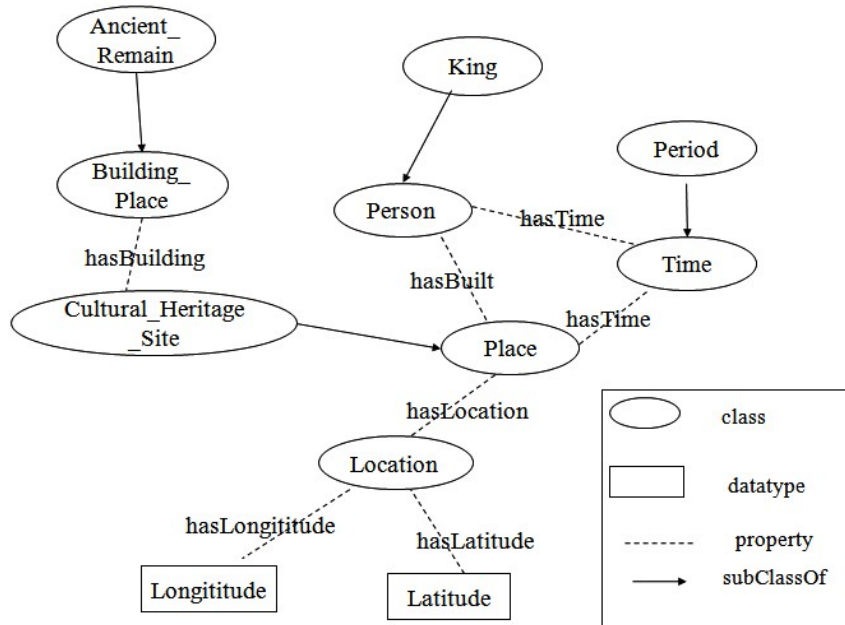 Ancient_
Remain
King
Period
Building_
Place
Person
hasTime
hasBuilding
Time
hasBuilt
Cultural_Heritage
_Site
hasTime
Place
hasLocation
class
Location
datatype
hasLongititude
hasLatitude
property
subClassOf
Longititude
Latitude